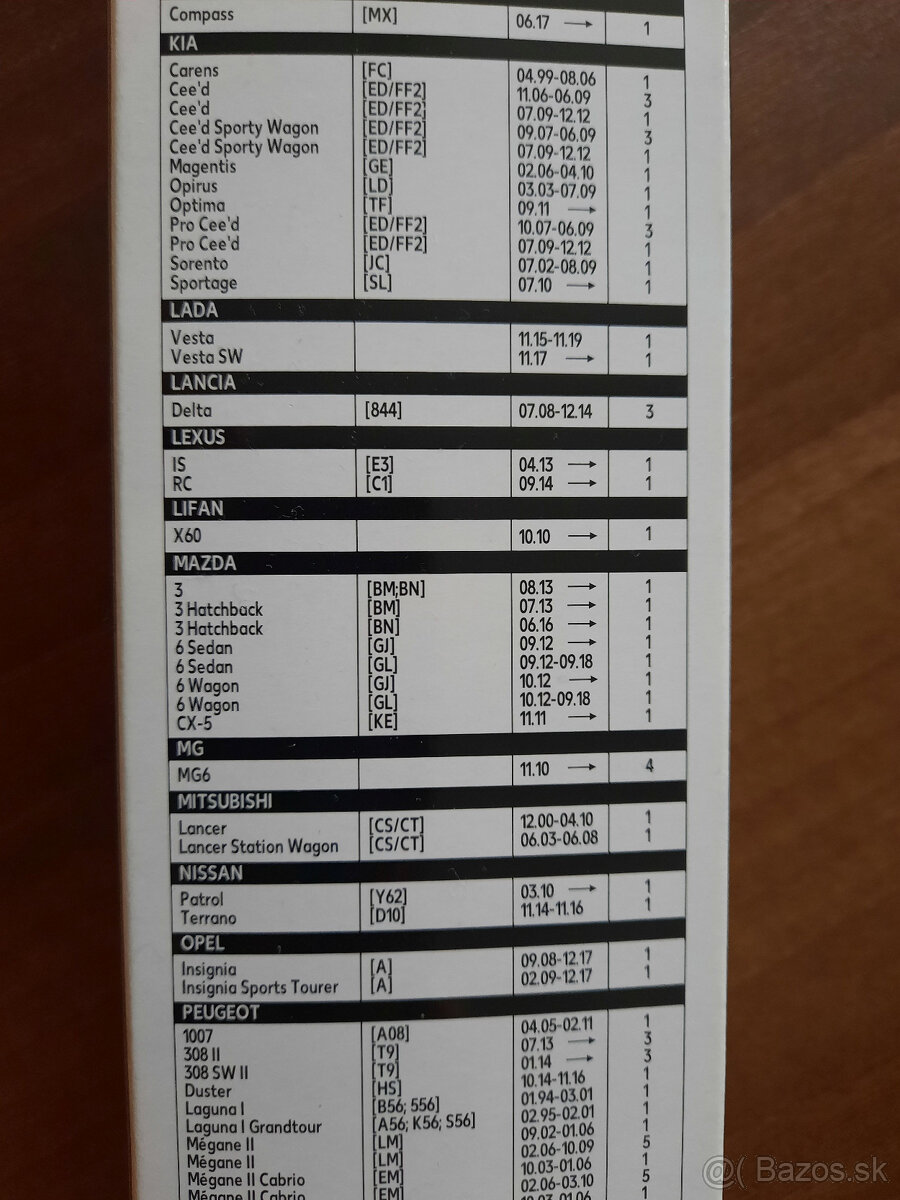 Compass [MX] 06.17 → 1
KIA
Carens [FC] 04.99-08.06 1
Cee'd [ED/FF2] 11.06-06.09 3
Cee'd [ED/FF2] 07.09-12.12 1
Cee'd Sporty Wagon [ED/FF2] 09.07-06.09 3
Cee'd Sporty Wagon [ED/FF2] 07.09-12.12 1
Magentis [GE] 02.06-04.10 1
Opirus [LD] 03.03-07.09 1
Optima [TF] 09.11 → 1
Pro Cee'd [ED/FF2] 10.07-06.09 3
Pro Cee'd [ED/FF2] 07.09-12.12 1
Sorento [JC] 07.02-08.09 1
Sportage [SL] 07.10 → 1
LADA
Vesta 11.15-11.19 1
Vesta SW 11.17 → 1
LANCIA
Delta [844] 07.08-12.14 3
LEXUS
IS [E3] 04.13 → 1
RC [C1] 09.14 → 1
LIFAN
X60 10.10 → 1
MAZDA
3 [BM;BN] 08.13 → 1
3 Hatchback [BM] 07.13 → 1
3 Hatchback [BN] 06.16 → 1
6 Sedan [GJ] 09.12 → 1
6 Sedan [GL] 09.12-09.18 1
6 Wagon [GJ] 10.12 → 1
6 Wagon [GL] 10.12-09.18 1
CX-5 [KE] 11.11 → 1
MG
MG6 11.10 → 4
MITSUBISHI
Lancer [CS/CT] 12.00-04.10 1
Lancer Station Wagon [CS/CT] 06.03-06.08 1
NISSAN
Patrol [Y62] 03.10 → 1
Terrano [D10] 11.14-11.16 1
OPEL
Insignia [A] 09.08-12.17 1
Insignia Sports Tourer [A] 02.09-12.17 1
PEUGEOT
1007 [A08] 04.05-02.11 1
308 II [T9] 07.13 → 3
308 SW II [T9] 01.14 → 3
Duster [HS] 10.14-11.16 1
Laguna I [B56; 556] 01.94-03.01 1
Laguna I Grandtour [A56; K56; S56] 02.95-02.01 1
Mégane II [LM] 09.02-01.06 1
Mégane II [LM] 02.06-10.09 5
Mégane II Cabrio [EM] 10.03-01.06 1
Mégane II Cabrio [EM] 02.06-03.10 5
@( Bazos.sk